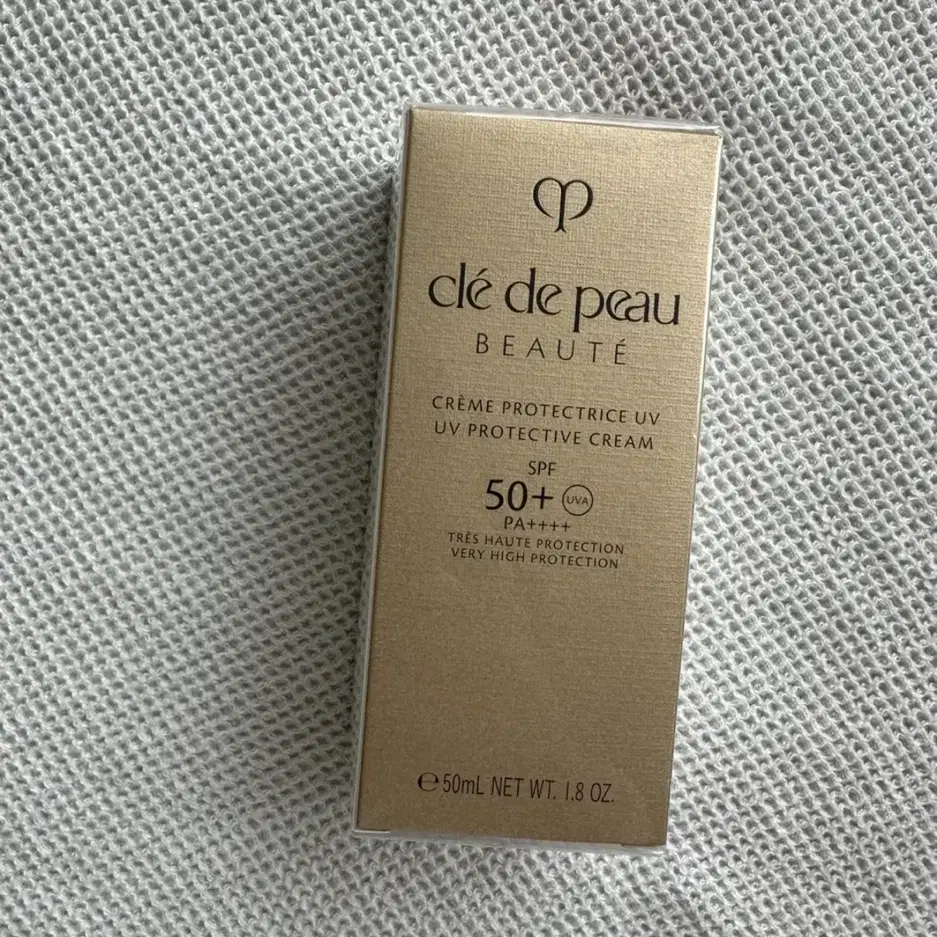 clé de peau
BEAUTÉ
CRÈME PROTECTRICE UV
UV PROTECTIVE CREAM
SPF
50+ UVA
PA++++
TRÈS HAUTE PROTECTION
VERY HIGH PROTECTION
℮ 50mL NET WT. 1.8 OZ.